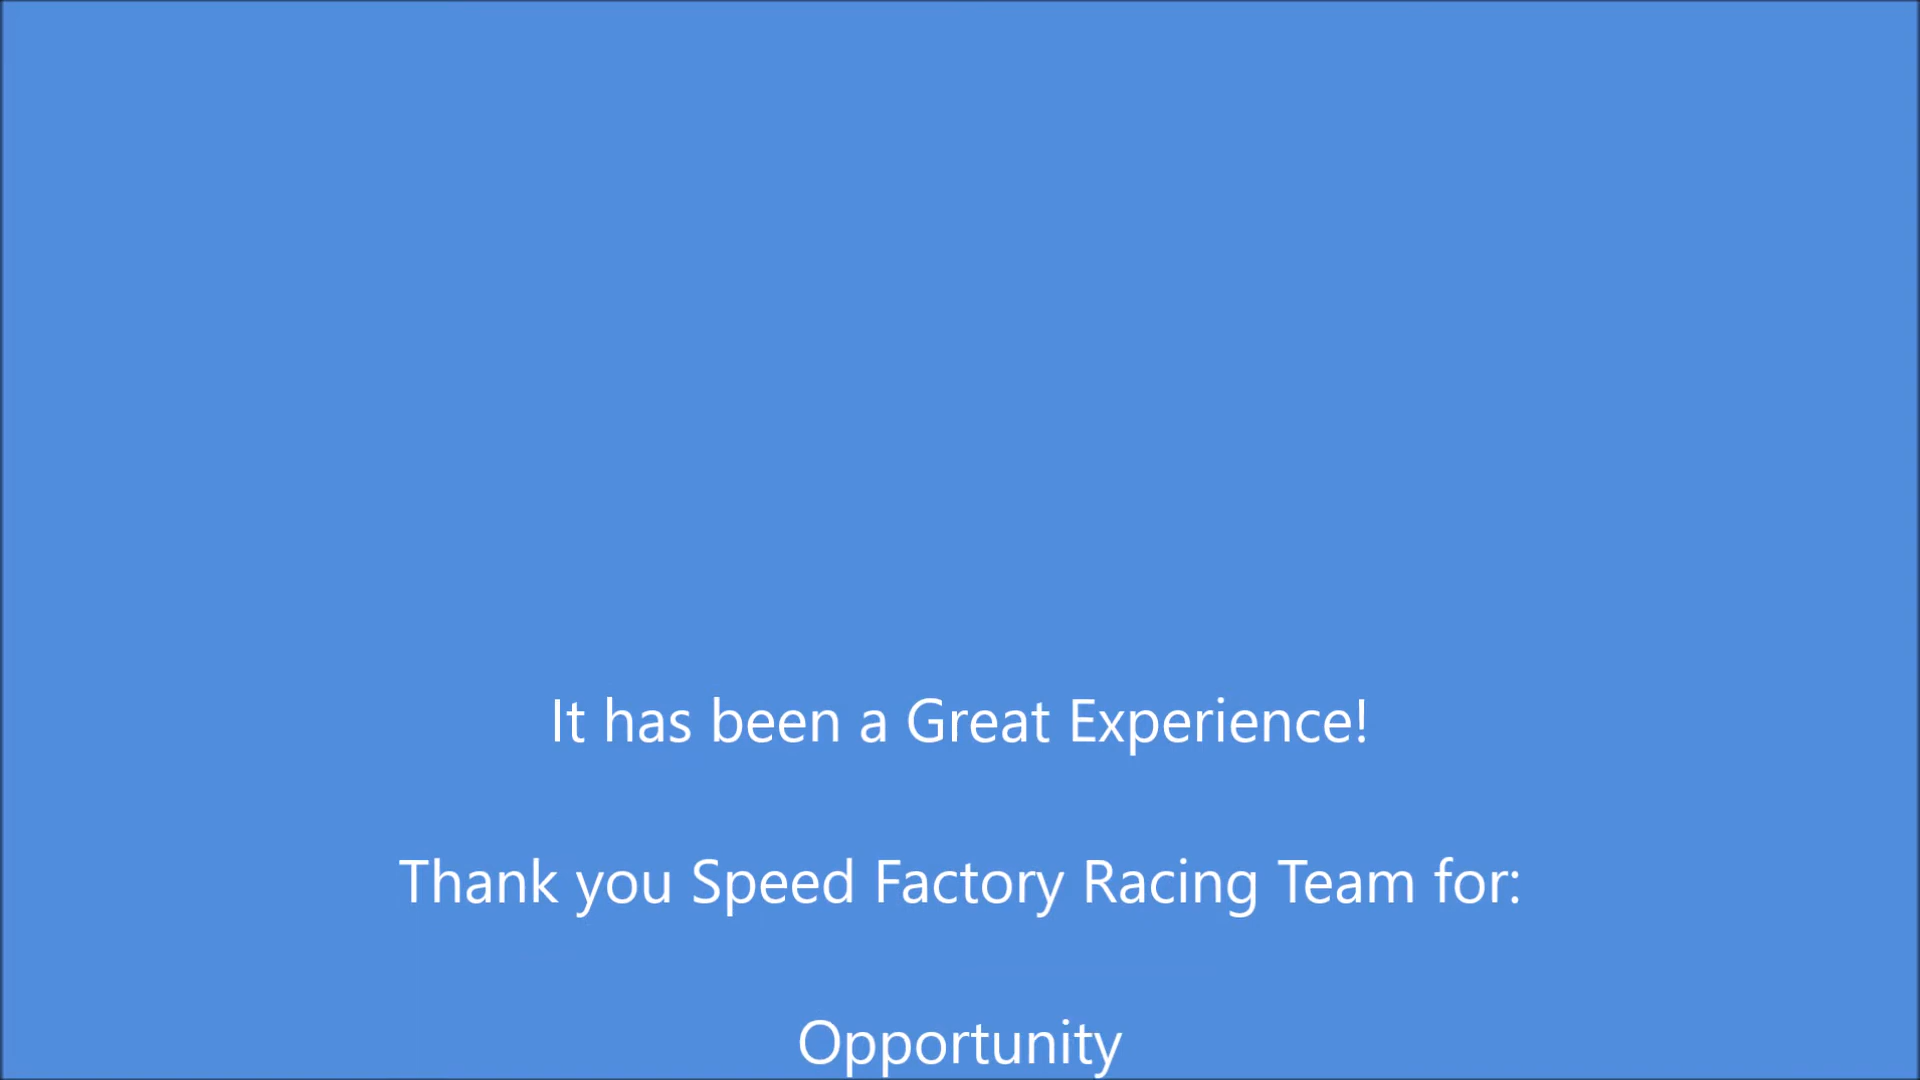 It has been a Great Experience!
Thank you Speed Factory Racing Team for:
Opportunity